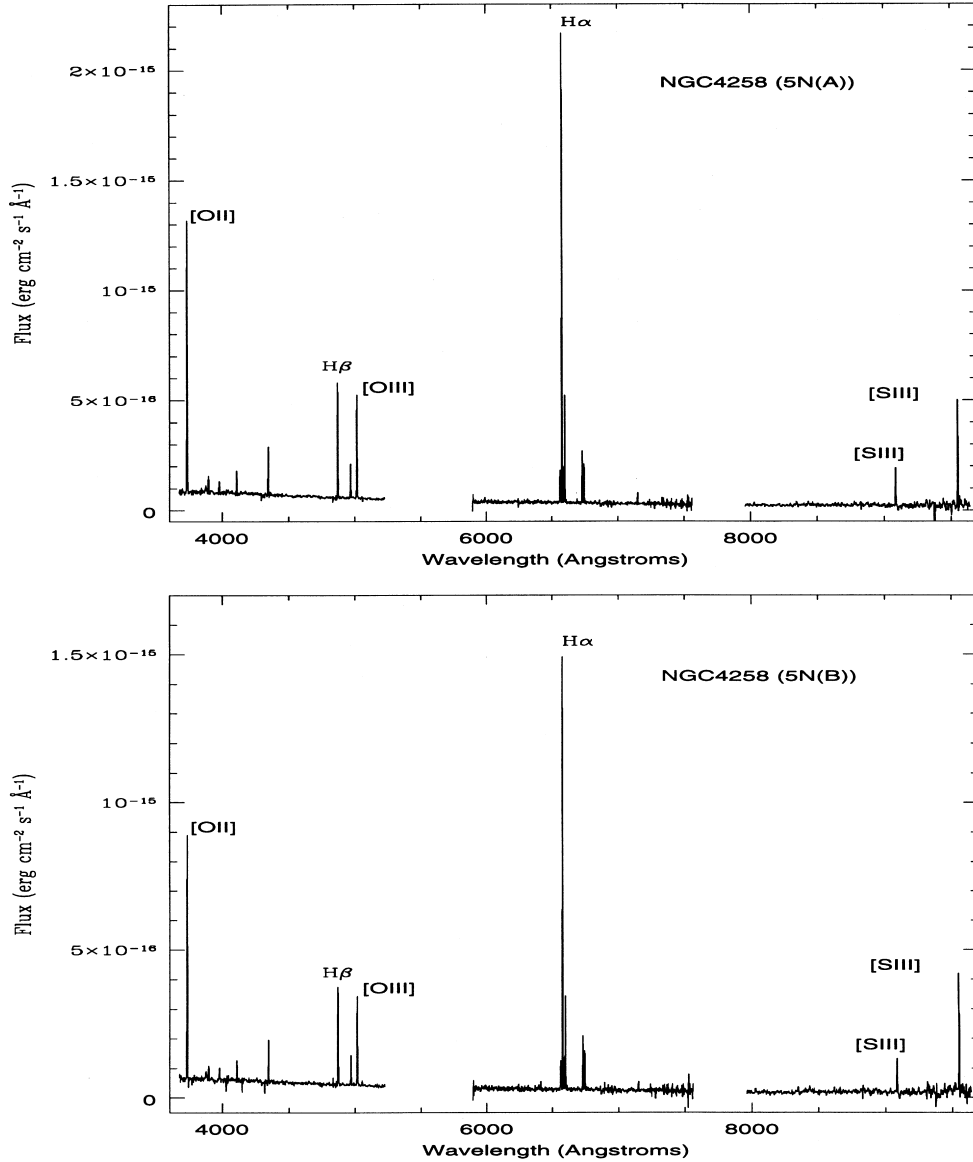 Hα
NGC4258 (5N(A))
2×10⁻¹⁵
1.5×10⁻¹⁵
10⁻¹⁵
5×10⁻¹⁶
0
Flux (erg cm⁻² s⁻¹ Å⁻¹)
[OII]
Hβ
[OIII]
[SIII]
[SIII]
4000 6000 8000
Wavelength (Angstroms)
Hα
NGC4258 (5N(B))
1.5×10⁻¹⁵
10⁻¹⁵
5×10⁻¹⁶
0
Flux (erg cm⁻² s⁻¹ Å⁻¹)
[OII]
Hβ
[OIII]
[SIII]
[SIII]
4000 6000 8000
Wavelength (Angstroms)